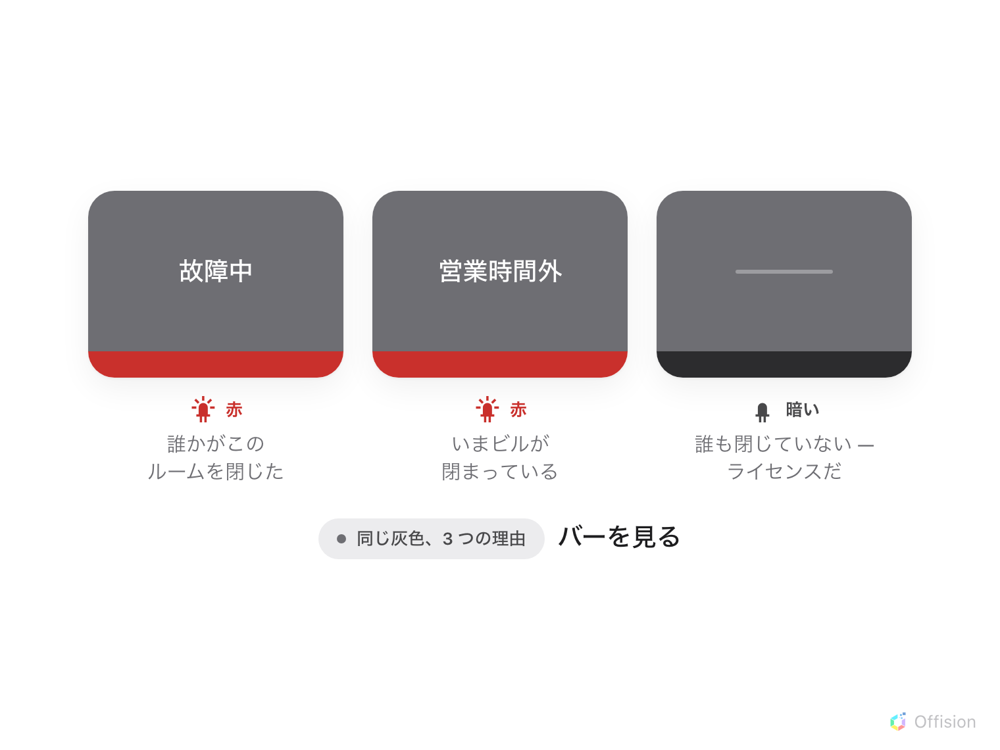 故障中
営業時間外
赤
赤
暗い
誰かがこの
ルームを閉じた
いまビルが
閉まっている
誰も閉じていない —
ライセンスだ
同じ灰色、3 つの理由
バーを見る
Offision